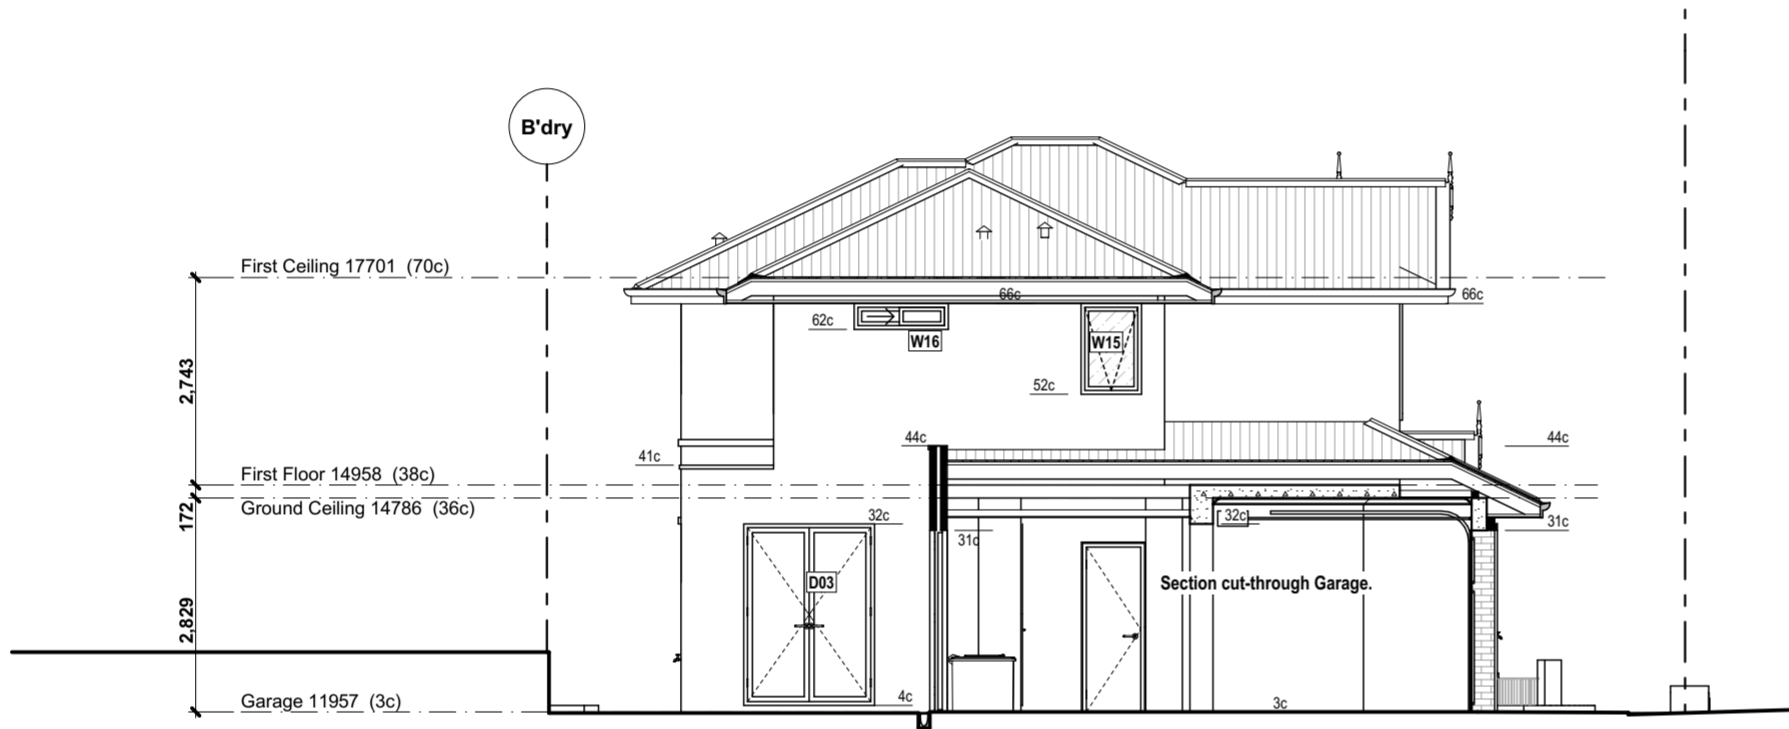 B'dry
First Ceiling 17701 (70c)
66c
66c
62c
W16
W15
2,743
52c
44c
44c
41c
First Floor 14958 (38c)
172
Ground Ceiling 14786 (36c)
32c
32c
31c
31c
D03
Section cut-through Garage.
2,829
Garage 11957 (3c)
4c
3c